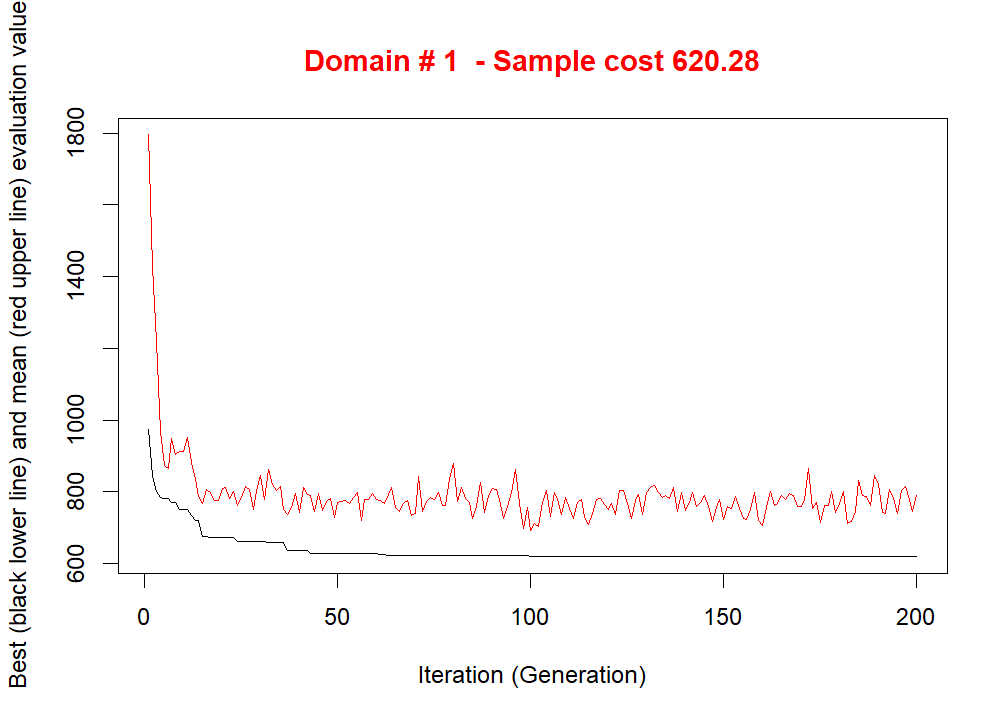 Domain # 1  - Sample cost 620.28
Best (black lower line) and mean (red upper line) evaluation value
1800
1400
1000
800
600
0 50 100 150 200
Iteration (Generation)